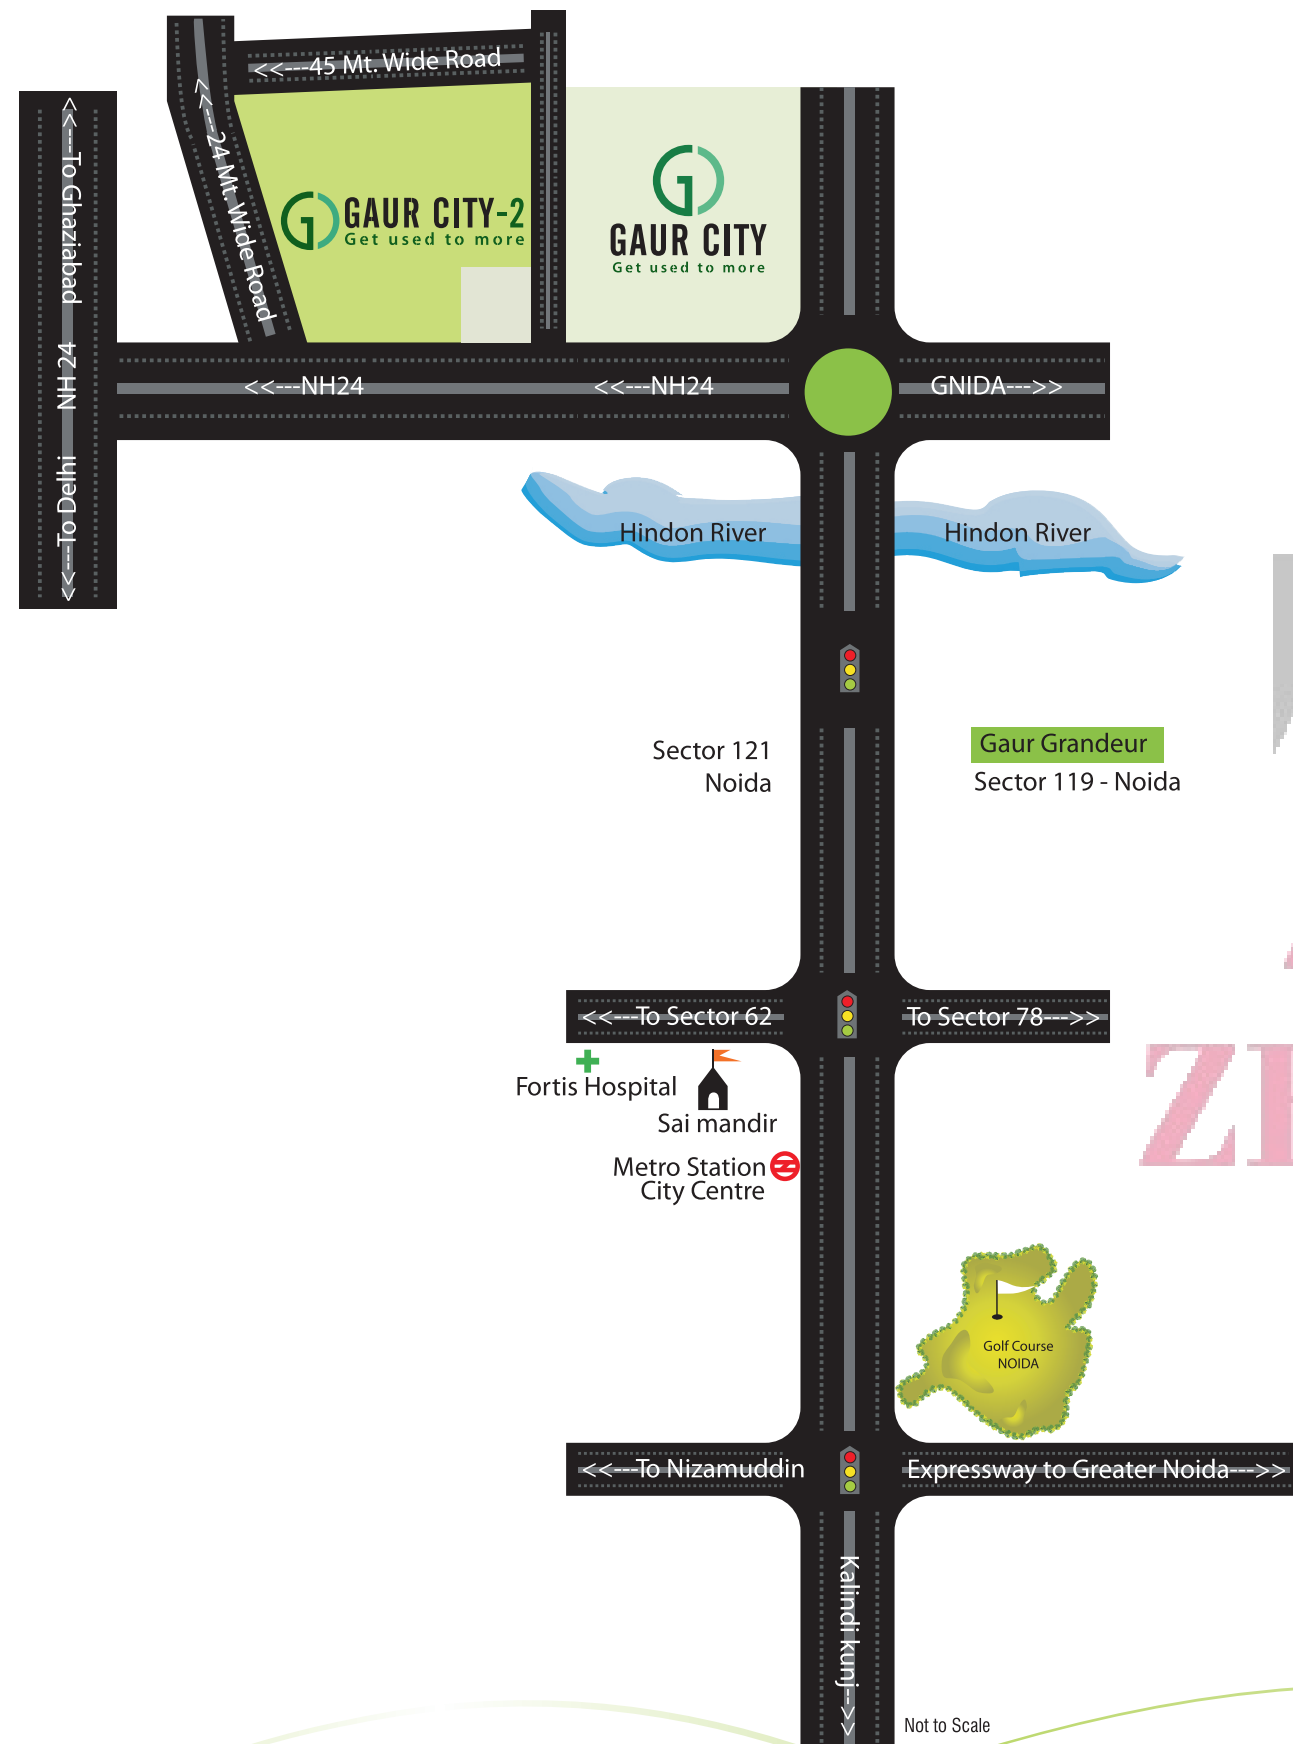 <<---45 Mt. Wide Road
<<---24 Mt. Wide Road
<<---To Ghaziabad
NH 24
<<---To Delhi
GAUR CITY-2
Get used to more
GAUR CITY
Get used to more
<<---NH24
<<---NH24
GNIDA--->>
Hindon River
Hindon River
Sector 121
Noida
Gaur Grandeur
Sector 119 - Noida
<<---To Sector 62
To Sector 78--->>
Fortis Hospital
Sai mandir
Metro Station
City Centre
Golf Course
NOIDA
<<---To Nizamuddin
Expressway to Greater Noida--->>
Kalindi kunj--->>
Not to Scale